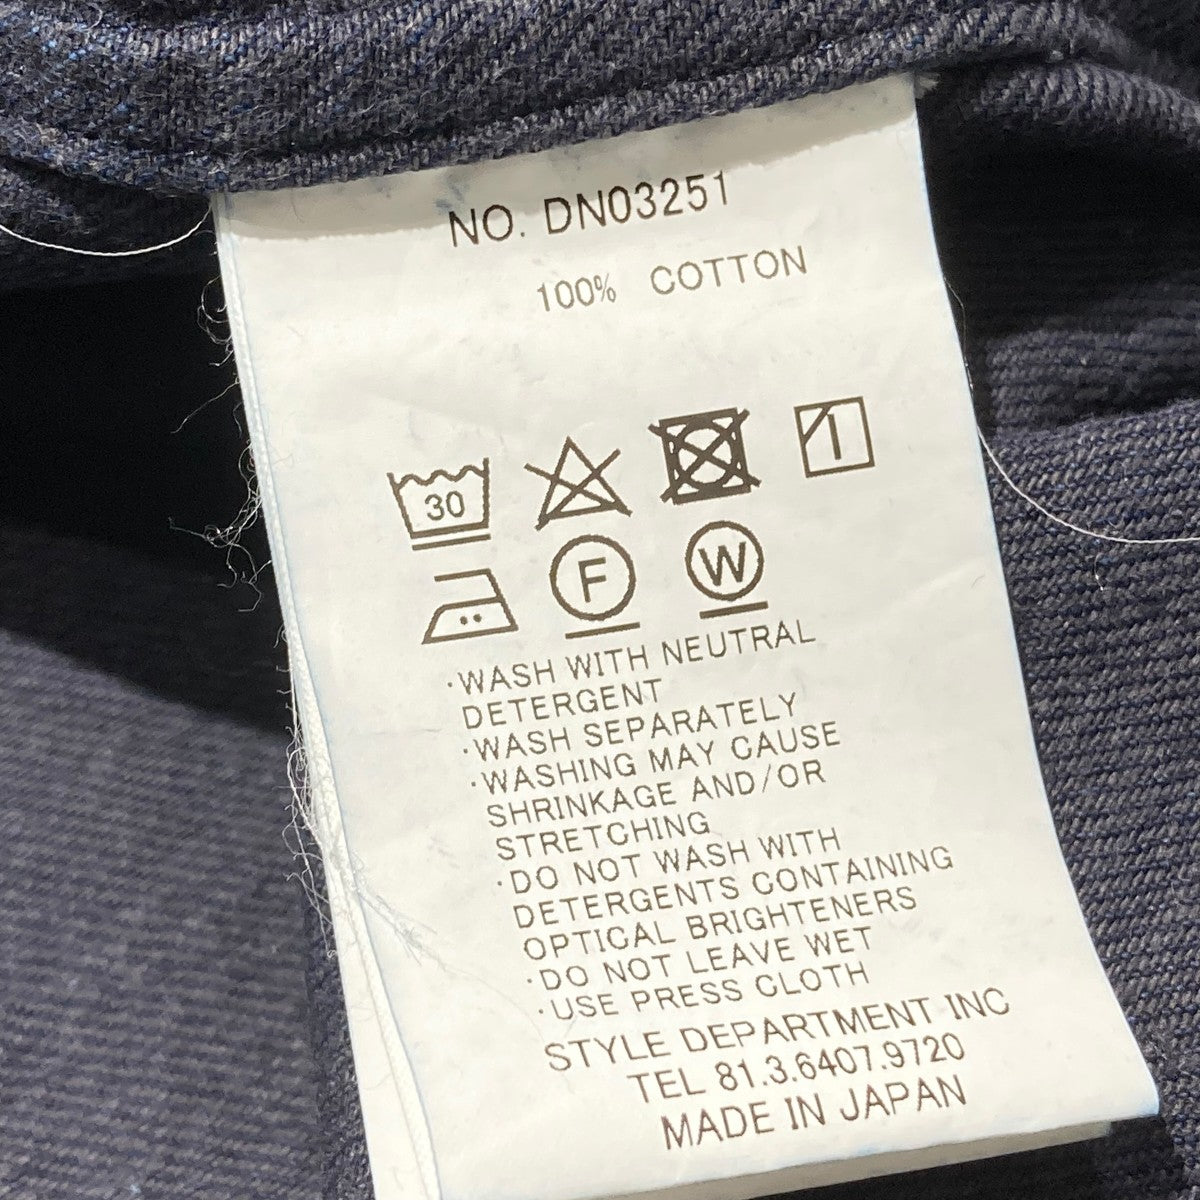 NO. DN03251
100% COTTON
30
F W
·WASH WITH NEUTRAL
DETERGENT
·WASH SEPARATELY
·WASHING MAY CAUSE
SHRINKAGE AND/OR
STRETCHING
·DO NOT WASH WITH
DETERGENTS CONTAINING
OPTICAL BRIGHTENERS
·DO NOT LEAVE WET
·USE PRESS CLOTH
STYLE DEPARTMENT INC
TEL 81.3.6407.9720
MADE IN JAPAN